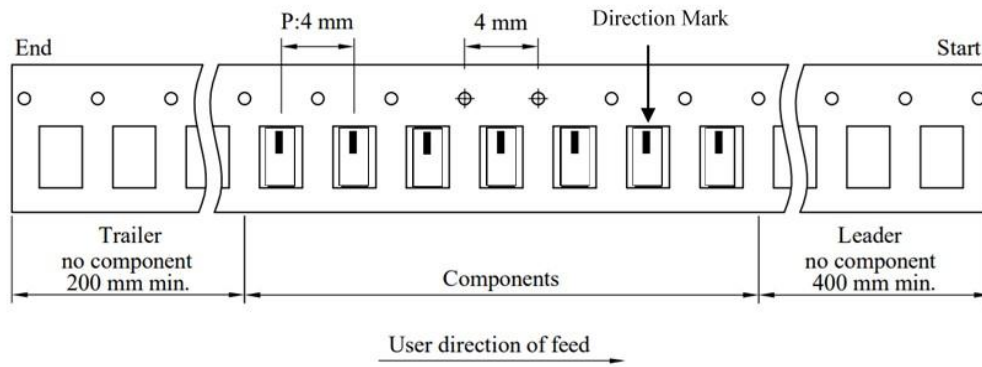 P:4 mm
4 mm
Direction Mark
End
Start
Trailer
no component
200 mm min.
Components
Leader
no component
400 mm min.
User direction of feed